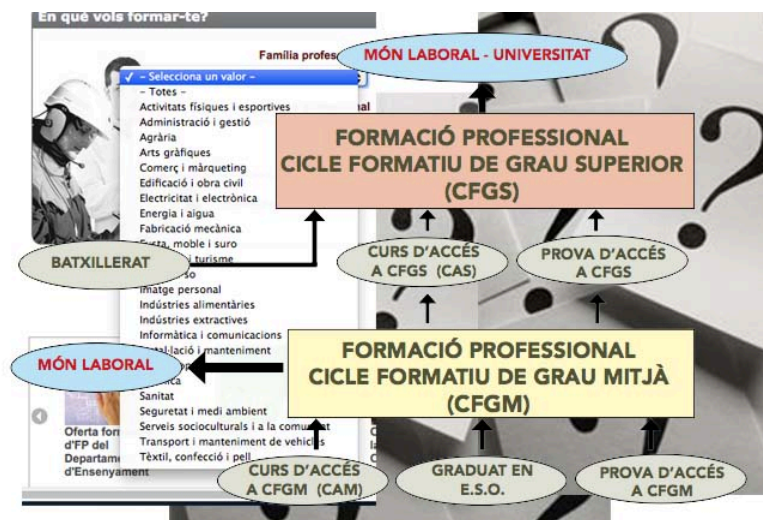 En què vols formar-te?
Família profes
MÓN LABORAL - UNIVERSITAT
✓ - Selecciona un valor -
- Totes -
Activitats físiques i esportives
Administració i gestió
Agrària
Arts gràfiques
Comerç i màrqueting
Edificació i obra civil
Electricitat i electrònica
Energia i aigua
Fabricació mecànica
moble i suro
i turisme
so
Imatge personal
Indústries alimentàries
Indústries extractives
Informàtica i comunicacions
i manteniment
Sanitat
Seguretat i medi ambient
Serveis socioculturals i a la comunitat
Transport i manteniment de vehicles
Tèxtil, confecció i pell
FORMACIÓ PROFESSIONAL
CICLE FORMATIU DE GRAU SUPERIOR
(CFGS)
BATXILLERAT
CURS D'ACCÉS
A CFGS (CAS)
PROVA D'ACCÉS
A CFGS
MÓN LABORAL
FORMACIÓ PROFESSIONAL
CICLE FORMATIU DE GRAU MITJÀ
(CFGM)
Oferta for
d'FP del
Departame
d'Ensenyament
CURS D'ACCÉS
A CFGM (CAM)
GRADUAT EN
E.S.O.
PROVA D'ACCÉS
A CFGM